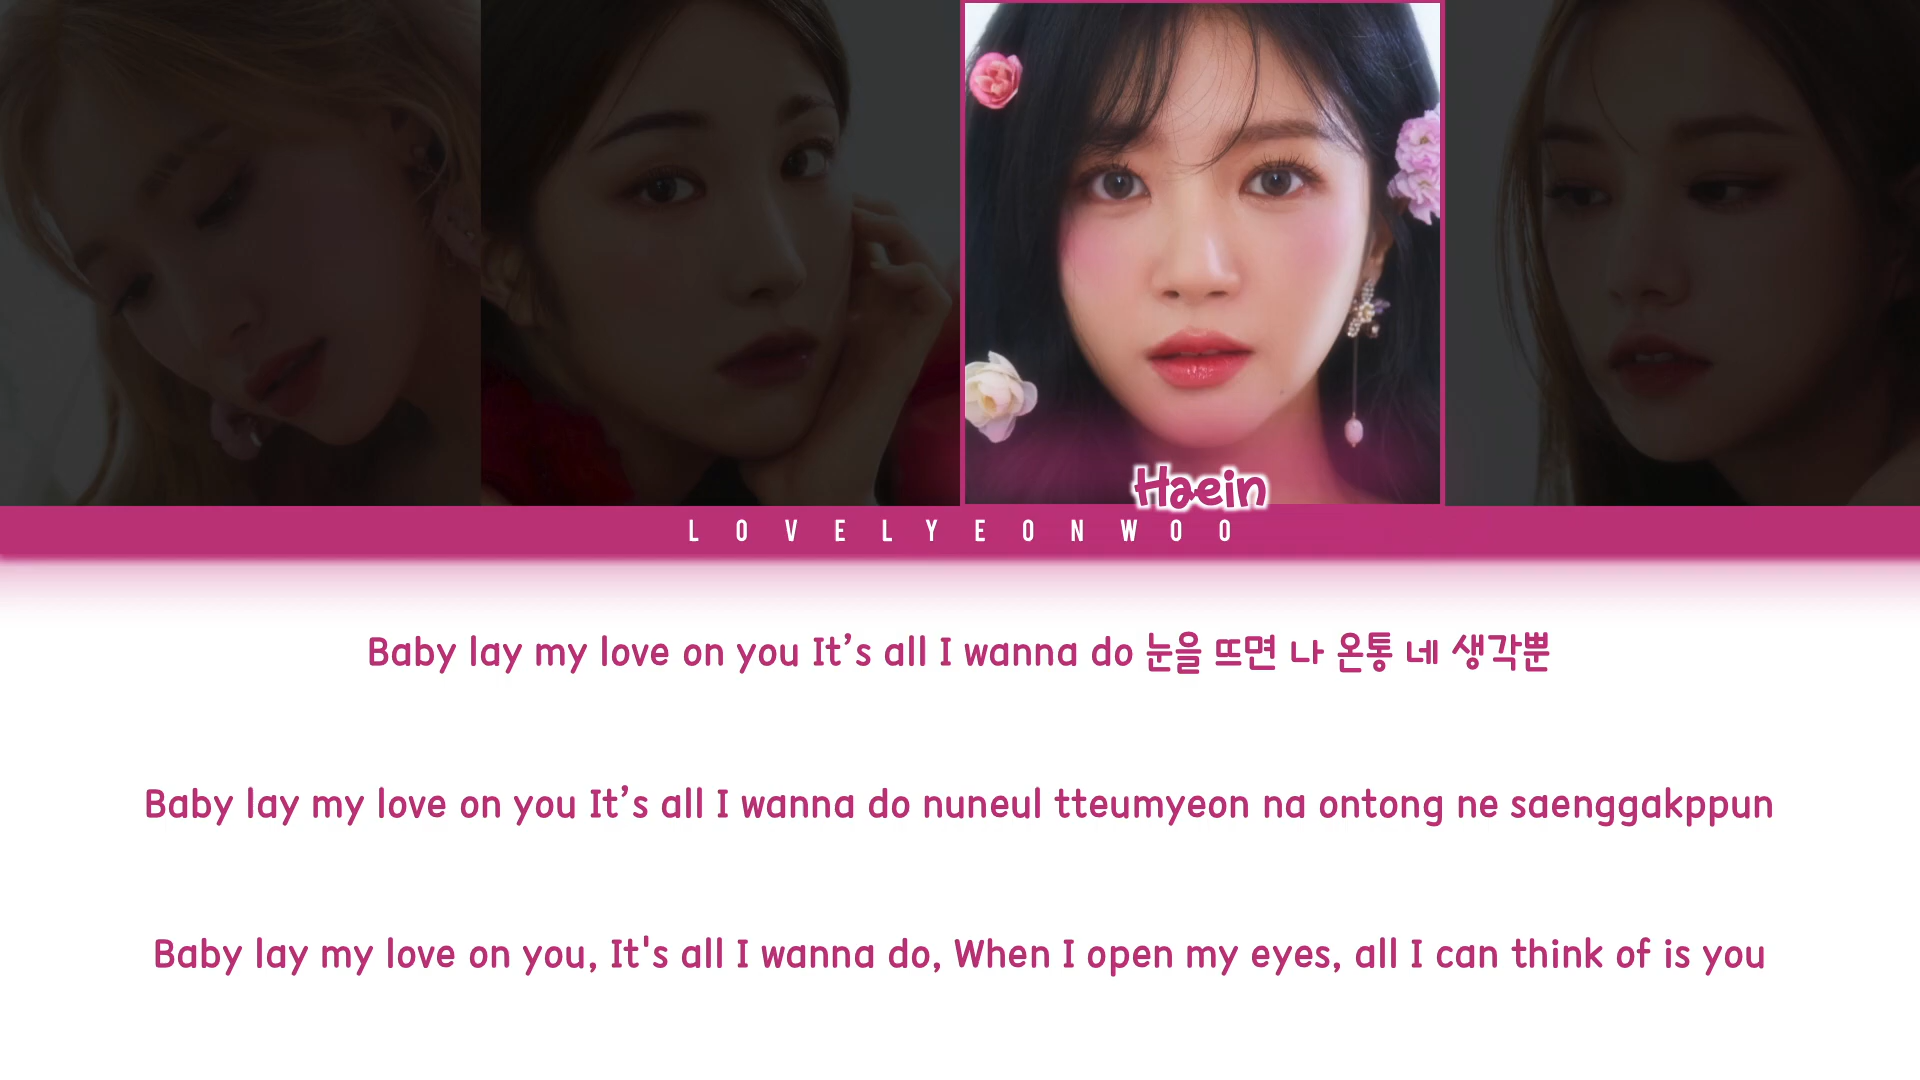 Haein
LOVELYEONWOO
Baby lay my love on you It’s all I wanna do 눈을 뜨면 나 온통 네 생각뿐
Baby lay my love on you It’s all I wanna do nuneul tteumyeon na ontong ne saenggakppun
Baby lay my love on you, It's all I wanna do, When I open my eyes, all I can think of is you